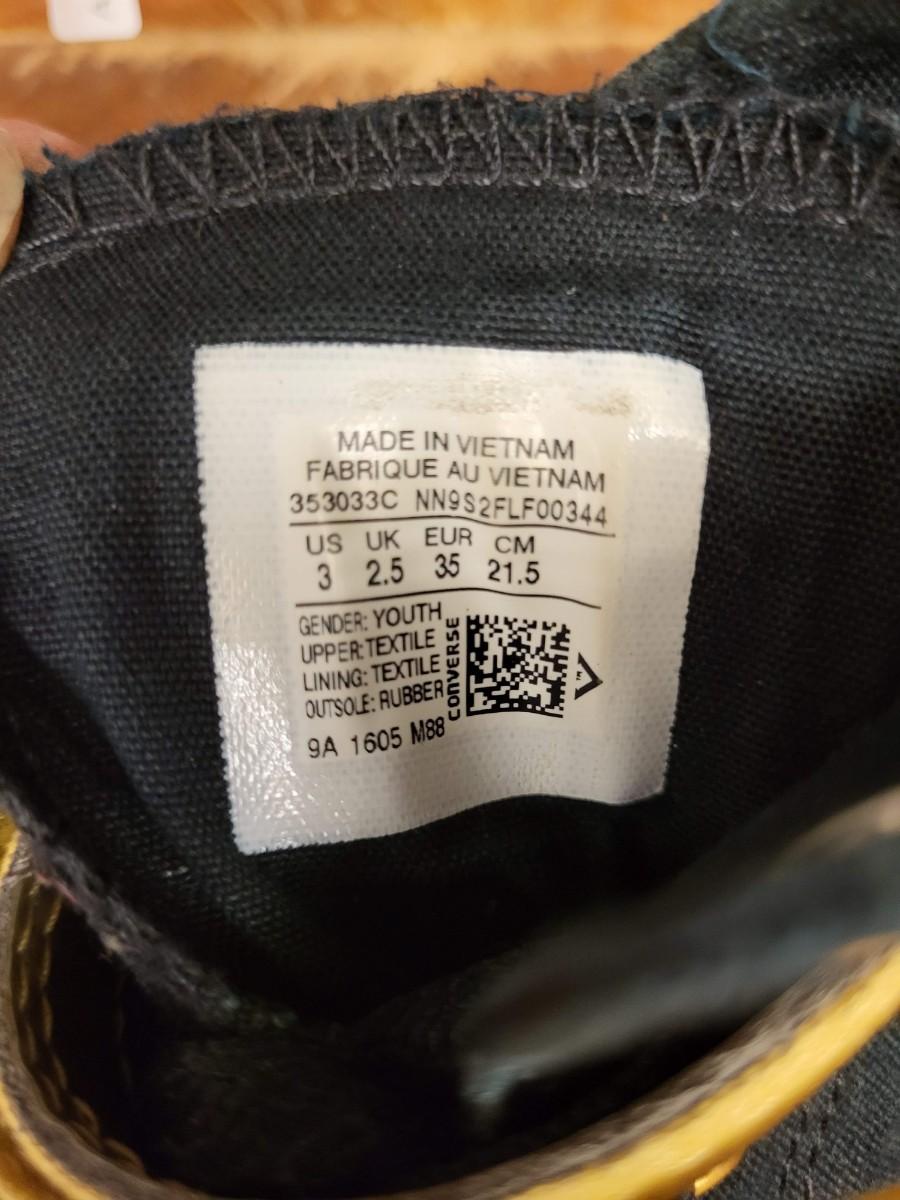 MADE IN VIETNAM
FABRIQUE AU VIETNAM
353033C NN9S2FLF00344
US UK EUR CM
3 2.5 35 21.5
GENDER: YOUTH
UPPER: TEXTILE
LINING: TEXTILE
OUTSOLE: RUBBER
CONVERSE
™
9A 1605 M88